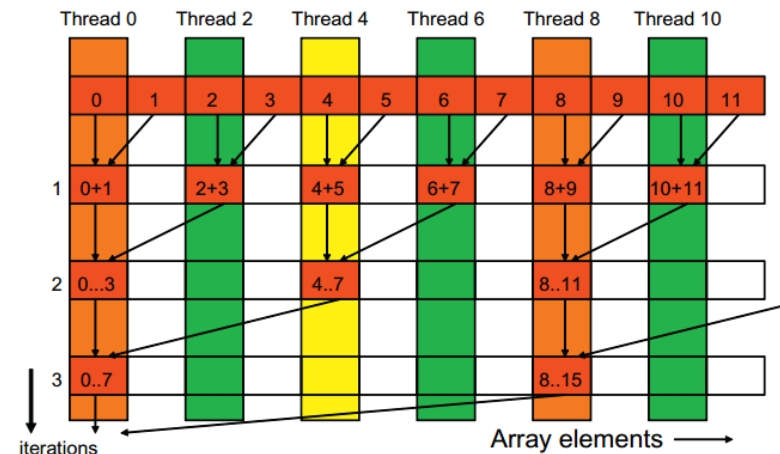 Thread 0 Thread 2 Thread 4 Thread 6 Thread 8 Thread 10
0 1 2 3 4 5 6 7 8 9 10 11
1 0+1 2+3 4+5 6+7 8+9 10+11
2 0...3 4..7 8..11
3 0..7 8..15
iterations Array elements